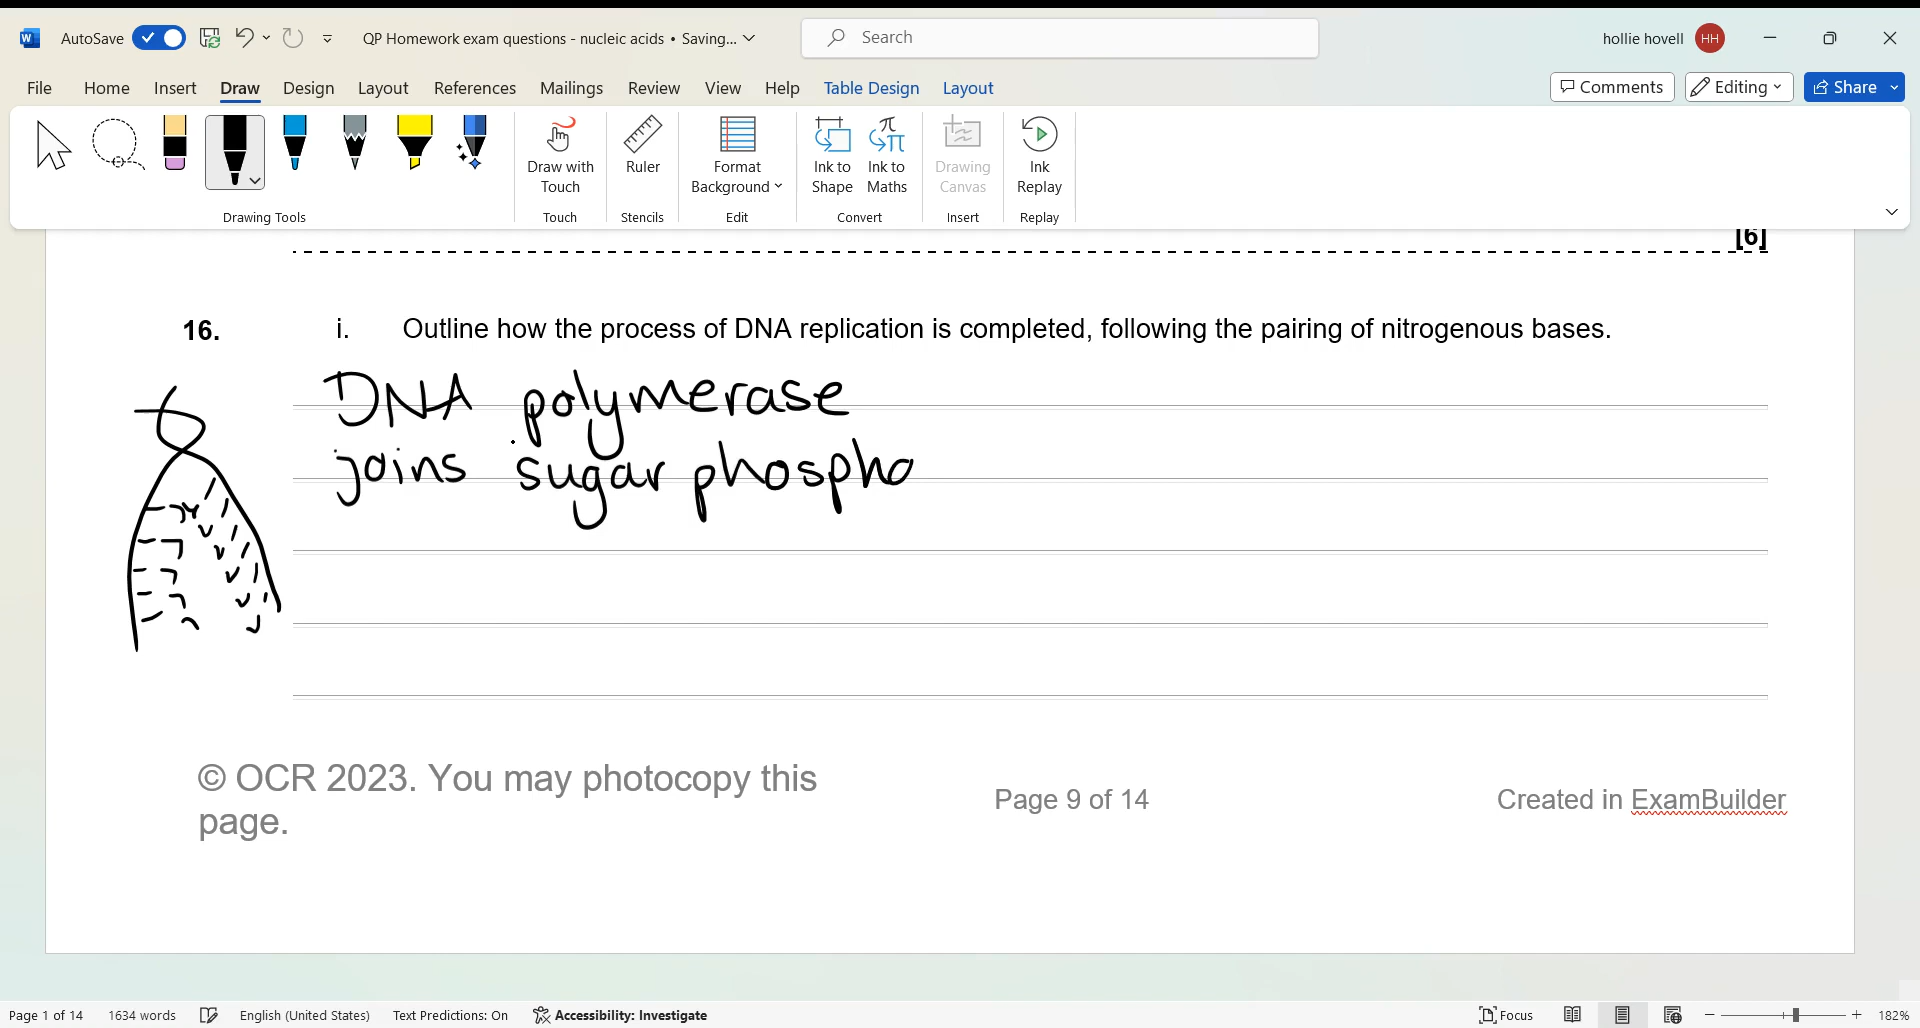 AutoSave
QP Homework exam questions - nucleic acids • Saving...
Search
hollie hovell
HH
File Home Insert Draw Design Layout References Mailings Review View Help Table Design Layout
Comments Editing Share
Draw with Touch
Ruler
Format Background
Ink to Shape
Ink to Maths
Drawing Canvas
Ink Replay
Drawing Tools Touch Stencils Edit Convert Insert Replay
[6]
16. i. Outline how the process of DNA replication is completed, following the pairing of nitrogenous bases.
DNA polymerase
joins sugar phospho
© OCR 2023. You may photocopy this
page.
Page 9 of 14
Created in ExamBuilder
Page 1 of 14 1634 words English (United States) Text Predictions: On Accessibility: Investigate Focus 182%